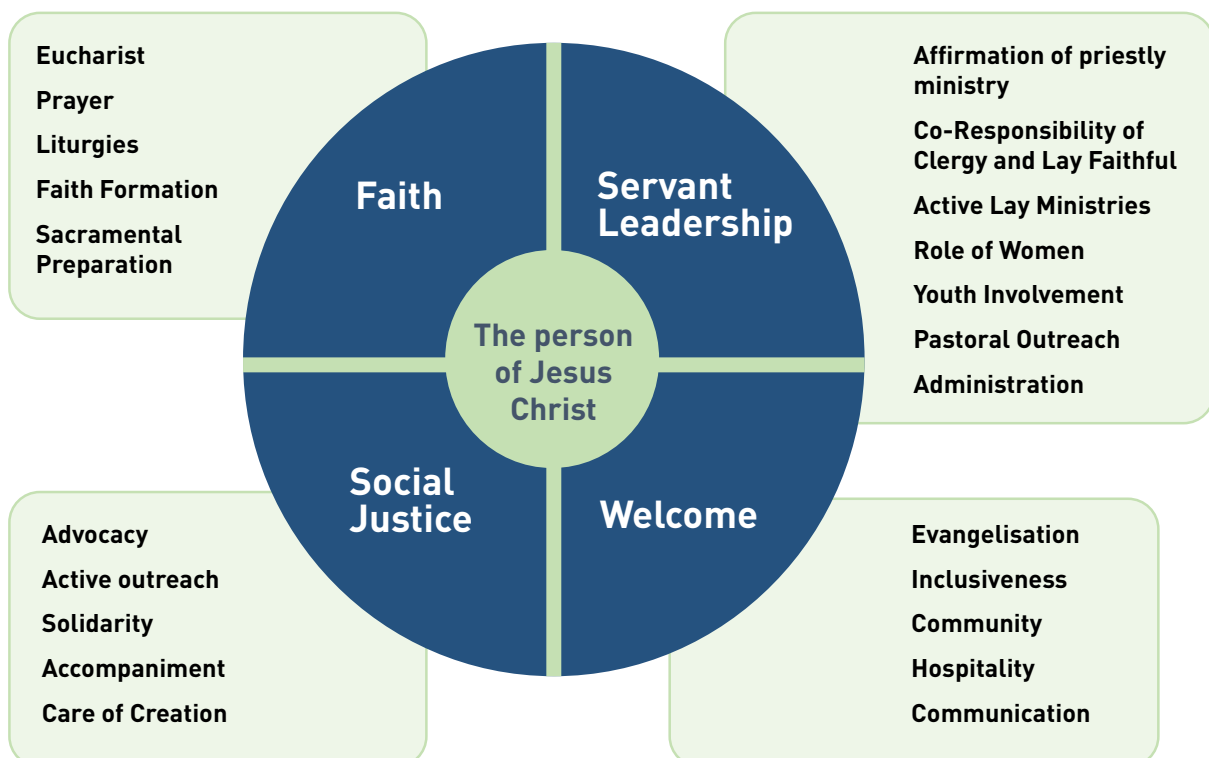 Eucharist
Prayer
Liturgies
Faith Formation
Sacramental
Preparation
Faith
Servant
Leadership
Affirmation of priestly
ministry
Co-Responsibility of
Clergy and Lay Faithful
Active Lay Ministries
Role of Women
Youth Involvement
Pastoral Outreach
Administration
The person
of Jesus
Christ
Social
Justice
Advocacy
Active outreach
Solidarity
Accompaniment
Care of Creation
Welcome
Evangelisation
Inclusiveness
Community
Hospitality
Communication